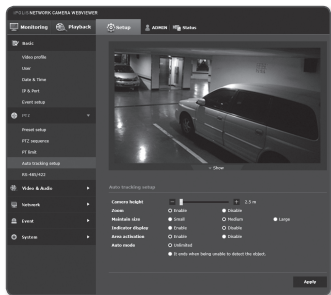 iPOLiS NETWORK CAMERA WEBVIEWER
Monitoring Playback Setup ADMIN Status
Basic
Video profile
User
Date & Time
IP & Port
Event setup
PTZ
Preset setup
PTZ sequence
PT limit
Auto tracking setup
RS-485/422
Video & Audio
Network
Event
System
Show
Auto tracking setup
Camera height 2.5 m
Zoom Enable Disable
Maintain size Small Medium Large
Indicator display Enable Disable
Area activation Enable Disable
Auto mode Unlimited
It ends when being unable to detect the object.
Apply